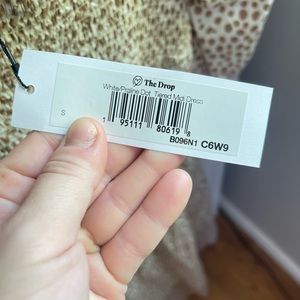 The Drop
White/Praline Dot, Tiered Midi Dress
S
1 95111 80619 8
B096N1 C6W9